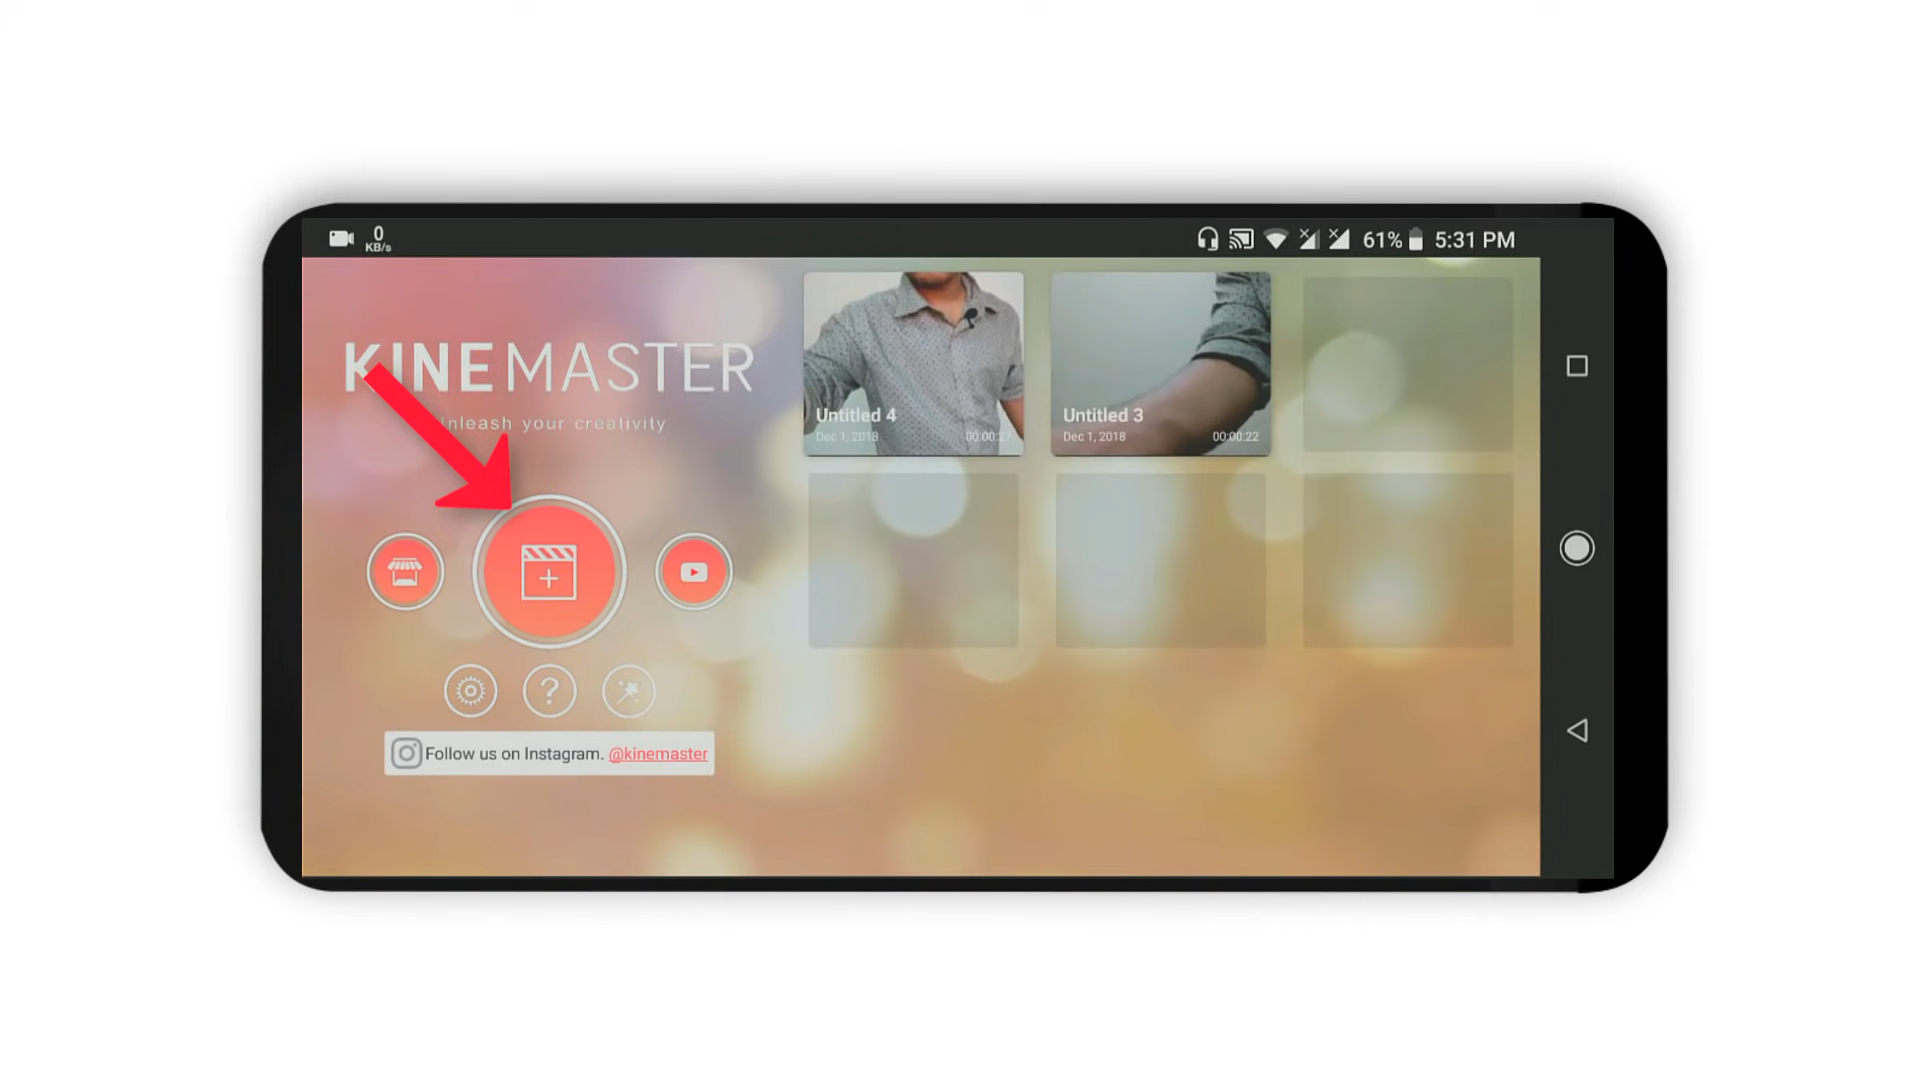 0
KB/s
61% 5:31 PM
KINEMASTER
your creativity
Untitled 4
Dec 1, 2018
Untitled 3
Dec 1, 2018 00:00:22
?
Follow us on Instagram. @kinemaster